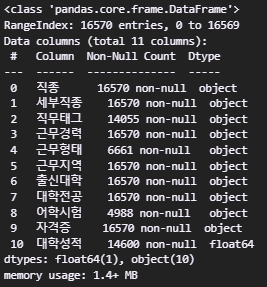 <class 'pandas.core.frame.DataFrame'>
RangeIndex: 16570 entries, 0 to 16569
Data columns (total 11 columns):
 #   Column  Non-Null Count  Dtype
---  ------  --------------  -----
 0   직종      16570 non-null  object
 1   세부직종    16570 non-null  object
 2   직무태그    14055 non-null  object
 3   근무경력    16570 non-null  object
 4   근무형태    6661 non-null   object
 5   근무지역    16570 non-null  object
 6   출신대학    16570 non-null  object
 7   대학전공    16570 non-null  object
 8   어학시험    4988 non-null   object
 9   자격증     16570 non-null  object
 10  대학성적    14600 non-null  float64
dtypes: float64(1), object(10)
memory usage: 1.4+ MB